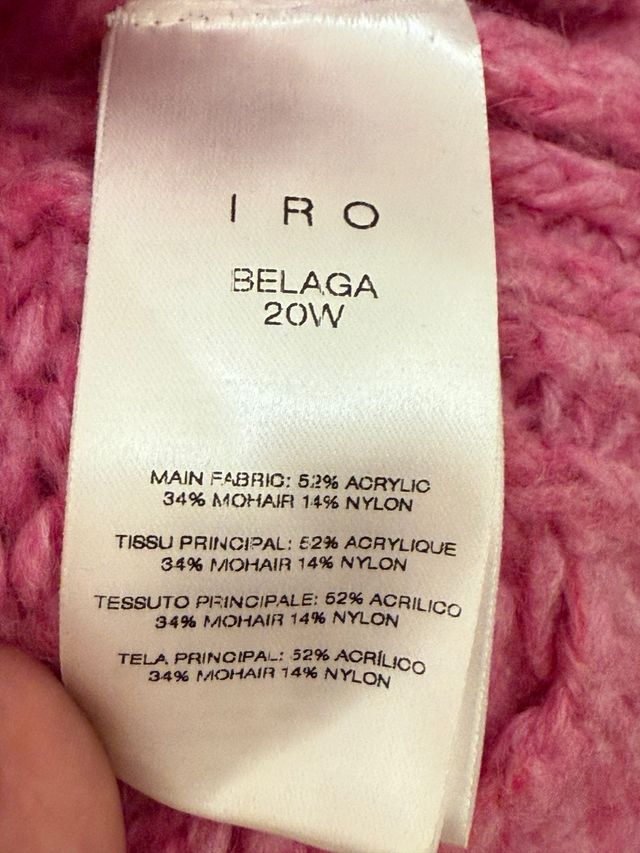 IRO
BELAGA
20W
MAIN FABRIC: 52% ACRYLIC
34% MOHAIR 14% NYLON
TISSU PRINCIPAL: 52% ACRYLIQUE
34% MOHAIR 14% NYLON
TESSUTO PRINCIPALE: 52% ACRILICO
34% MOHAIR 14% NYLON
TELA PRINCIPAL: 52% ACRÍLICO
34% MOHAIR 14% NYLON